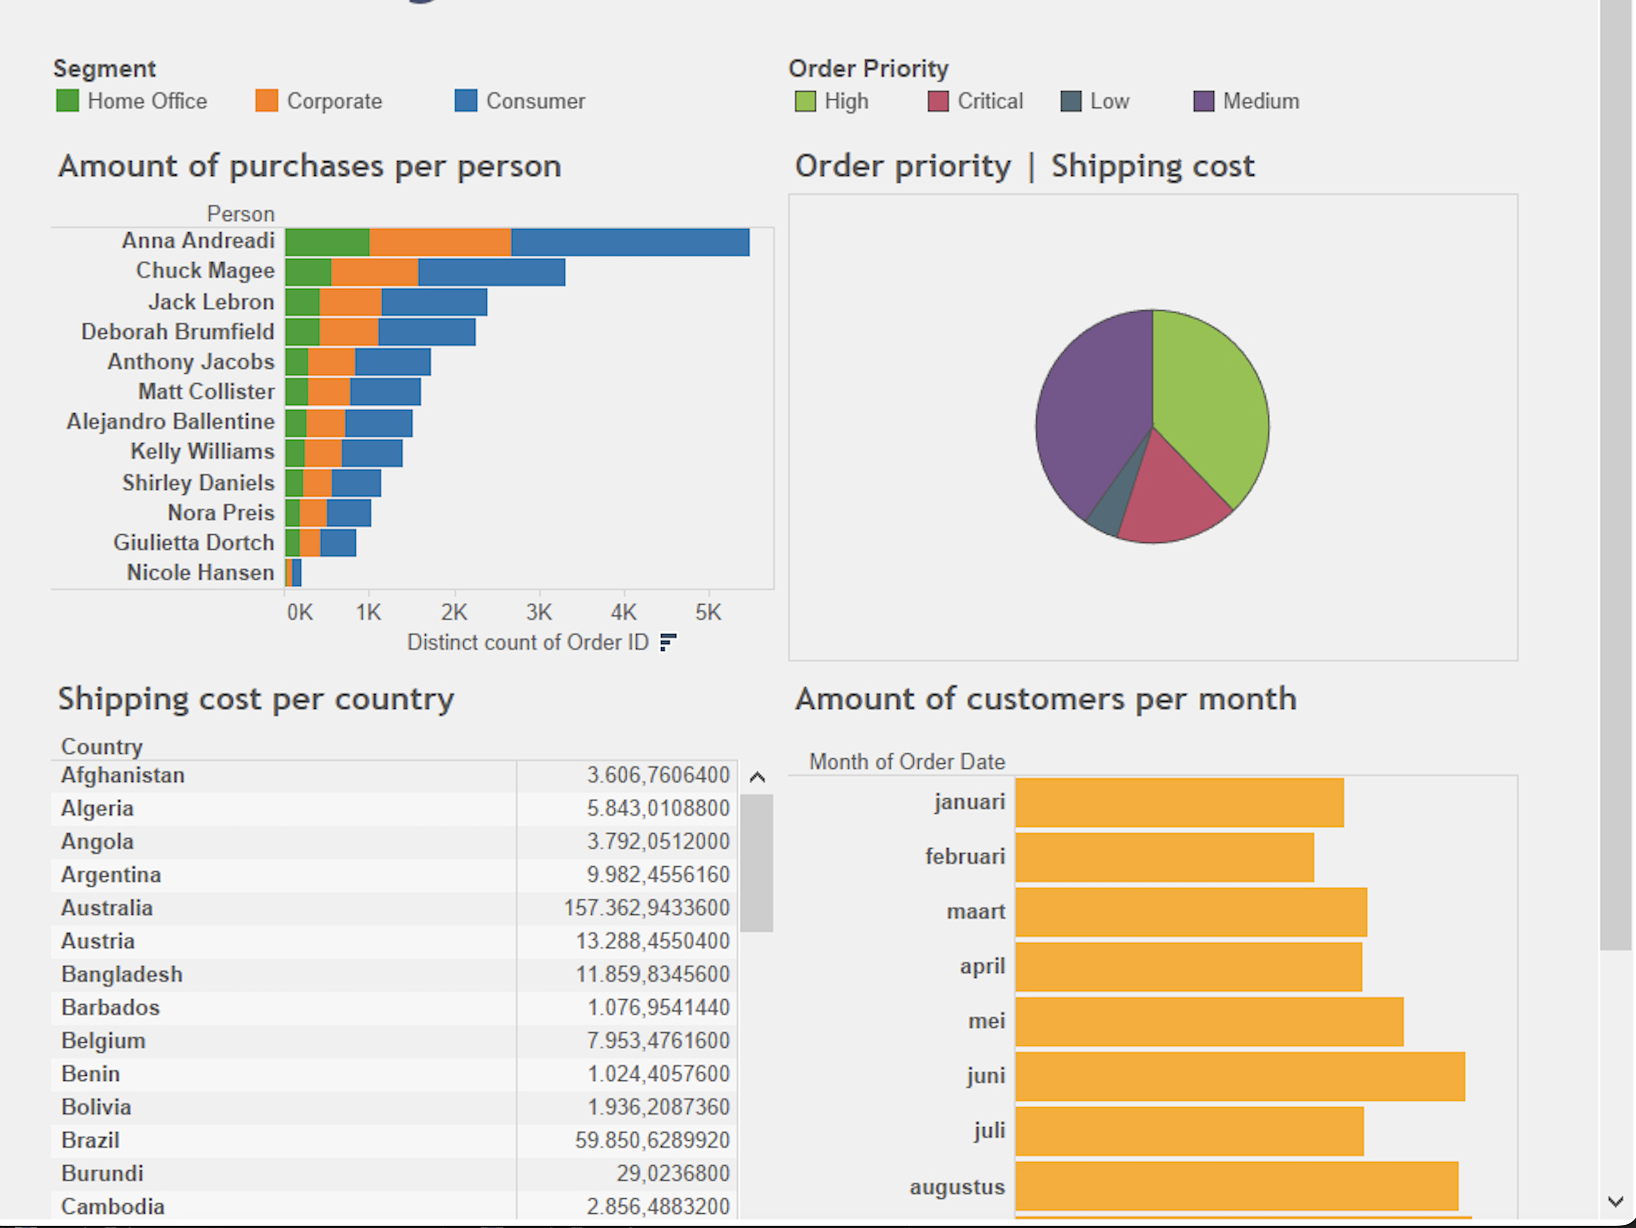 Segment
Home Office Corporate Consumer
Order Priority
High Critical Low Medium
Amount of purchases per person
Person
Anna Andreadi
Chuck Magee
Jack Lebron
Deborah Brumfield
Anthony Jacobs
Matt Collister
Alejandro Ballentine
Kelly Williams
Shirley Daniels
Nora Preis
Giulietta Dortch
Nicole Hansen
0K 1K 2K 3K 4K 5K
Distinct count of Order ID
Order priority | Shipping cost
Shipping cost per country
Country
Afghanistan 3.606,7606400
Algeria 5.843,0108800
Angola 3.792,0512000
Argentina 9.982,4556160
Australia 157.362,9433600
Austria 13.288,4550400
Bangladesh 11.859,8345600
Barbados 1.076,9541440
Belgium 7.953,4761600
Benin 1.024,4057600
Bolivia 1.936,2087360
Brazil 59.850,6289920
Burundi 29,0236800
Cambodia 2.856,4883200
Amount of customers per month
Month of Order Date
januari
februari
maart
april
mei
juni
juli
augustus